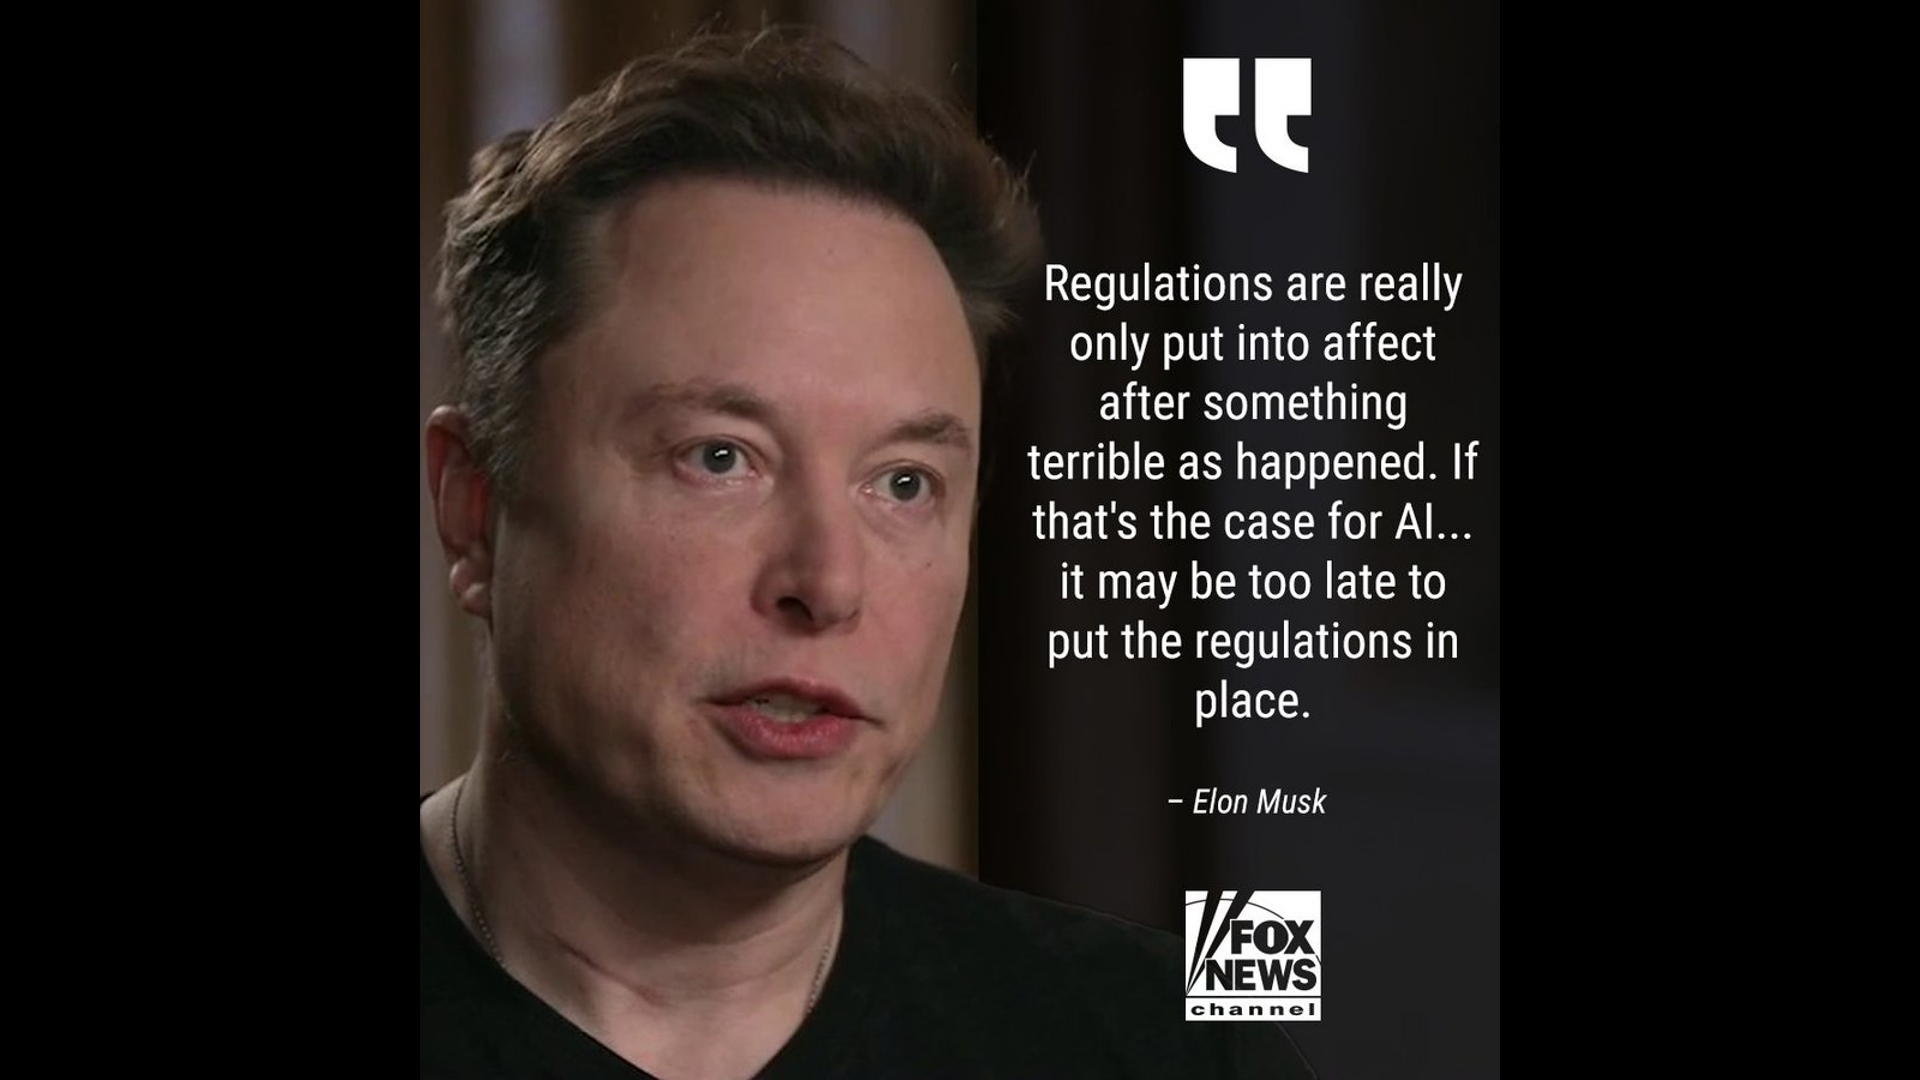 Regulations are really
only put into affect
after something
terrible as happened. If
that's the case for AI...
it may be too late to
put the regulations in
place.
– Elon Musk
FOX
NEWS
channel